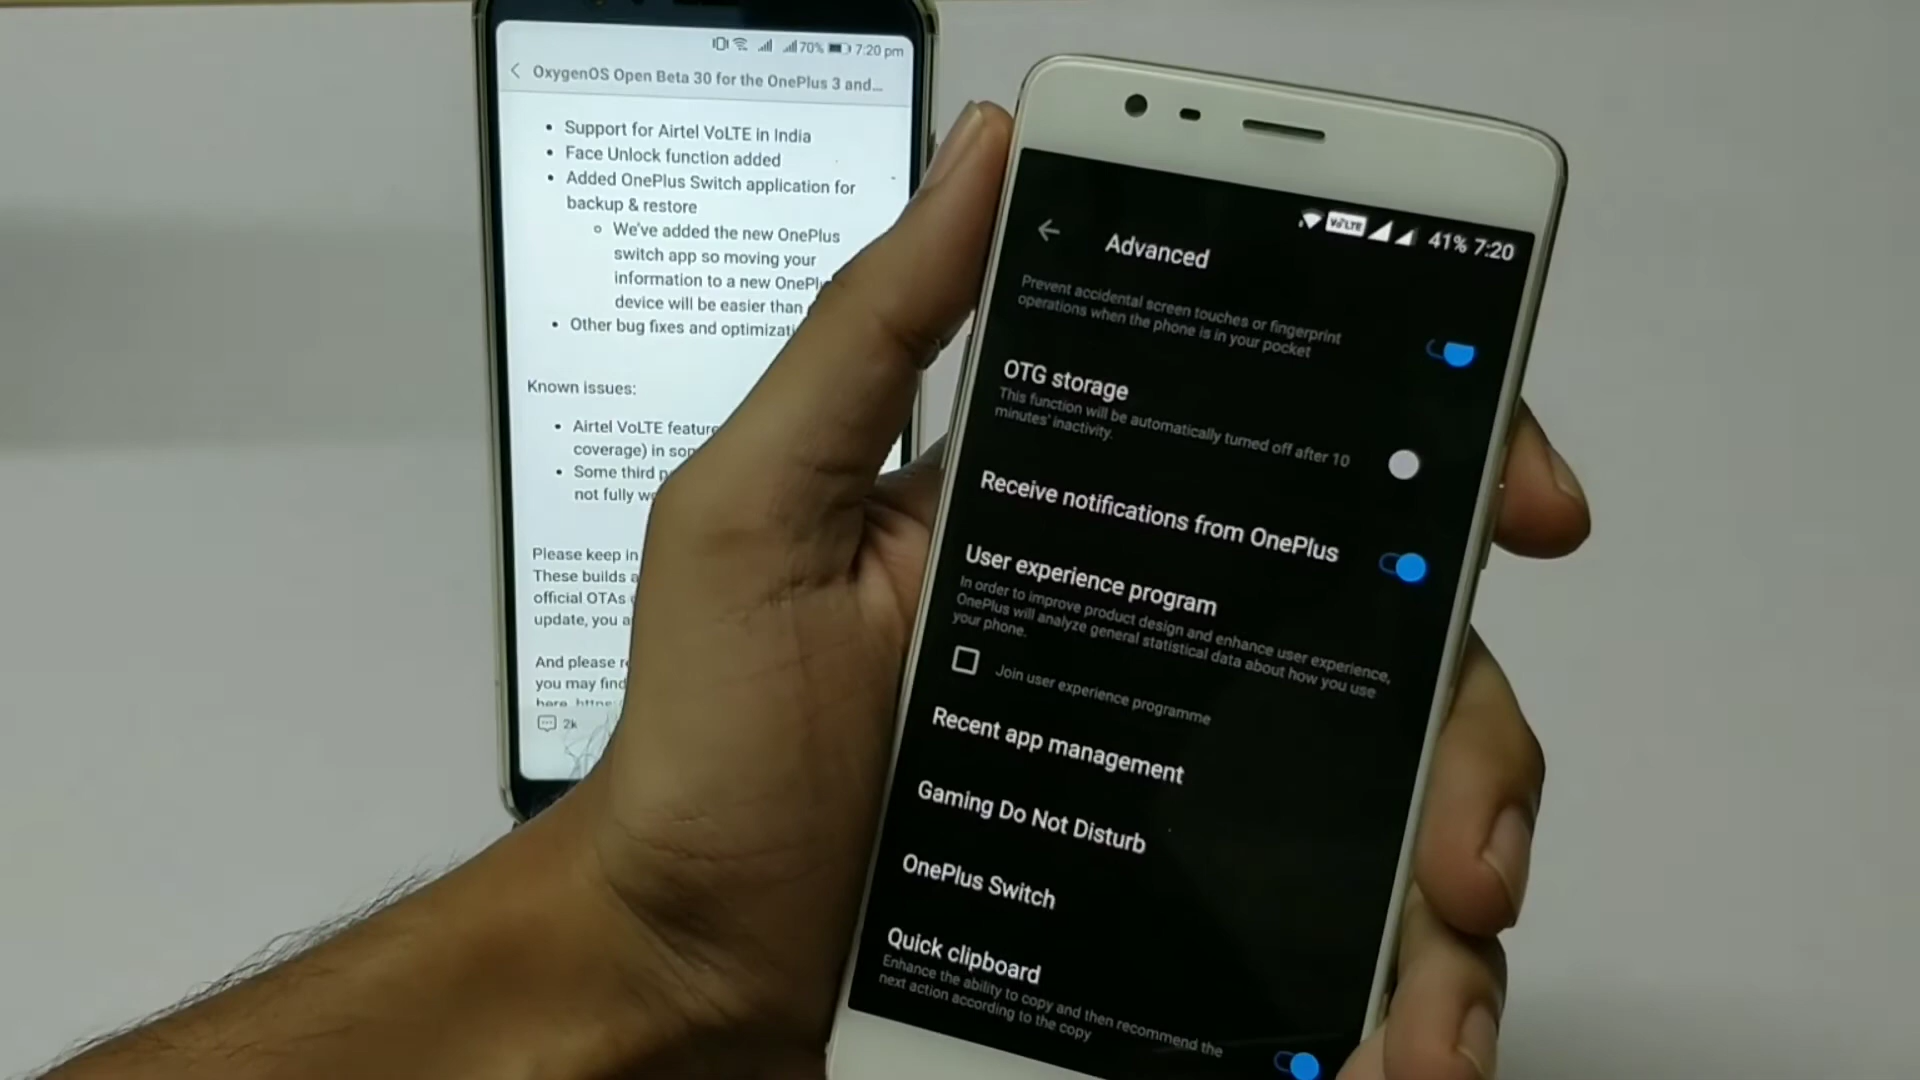 70% 7:20 pm
OxygenOS Open Beta 30 for the OnePlus 3 and...
• Support for Airtel VoLTE in India
• Face Unlock function added
• Added OnePlus Switch application for
backup & restore
We've added the new OnePlus
switch app so moving your
information to a new
device will be easier than
• Other bug fixes and
Known issues:
• Airtel VoLTE
coverage) in
• Some third
not fully
Please keep in
These builds
official OTAs
update, you
And please
you may find
2k
VoLTE 41% 7:20
Advanced
Prevent accidental screen touches or fingerprint
operations when the phone is in your pocket
OTG storage
This function will be automatically turned off after 10
minutes' inactivity.
Receive notifications from OnePlus
User experience program
In order to improve product design and enhance user experience,
OnePlus will analyze general statistical data about how you use
your phone.
Join user experience programme
Recent app management
Gaming Do Not Disturb
OnePlus Switch
Quick clipboard
Enhance the ability to copy and then recommend the
next action according to the copy